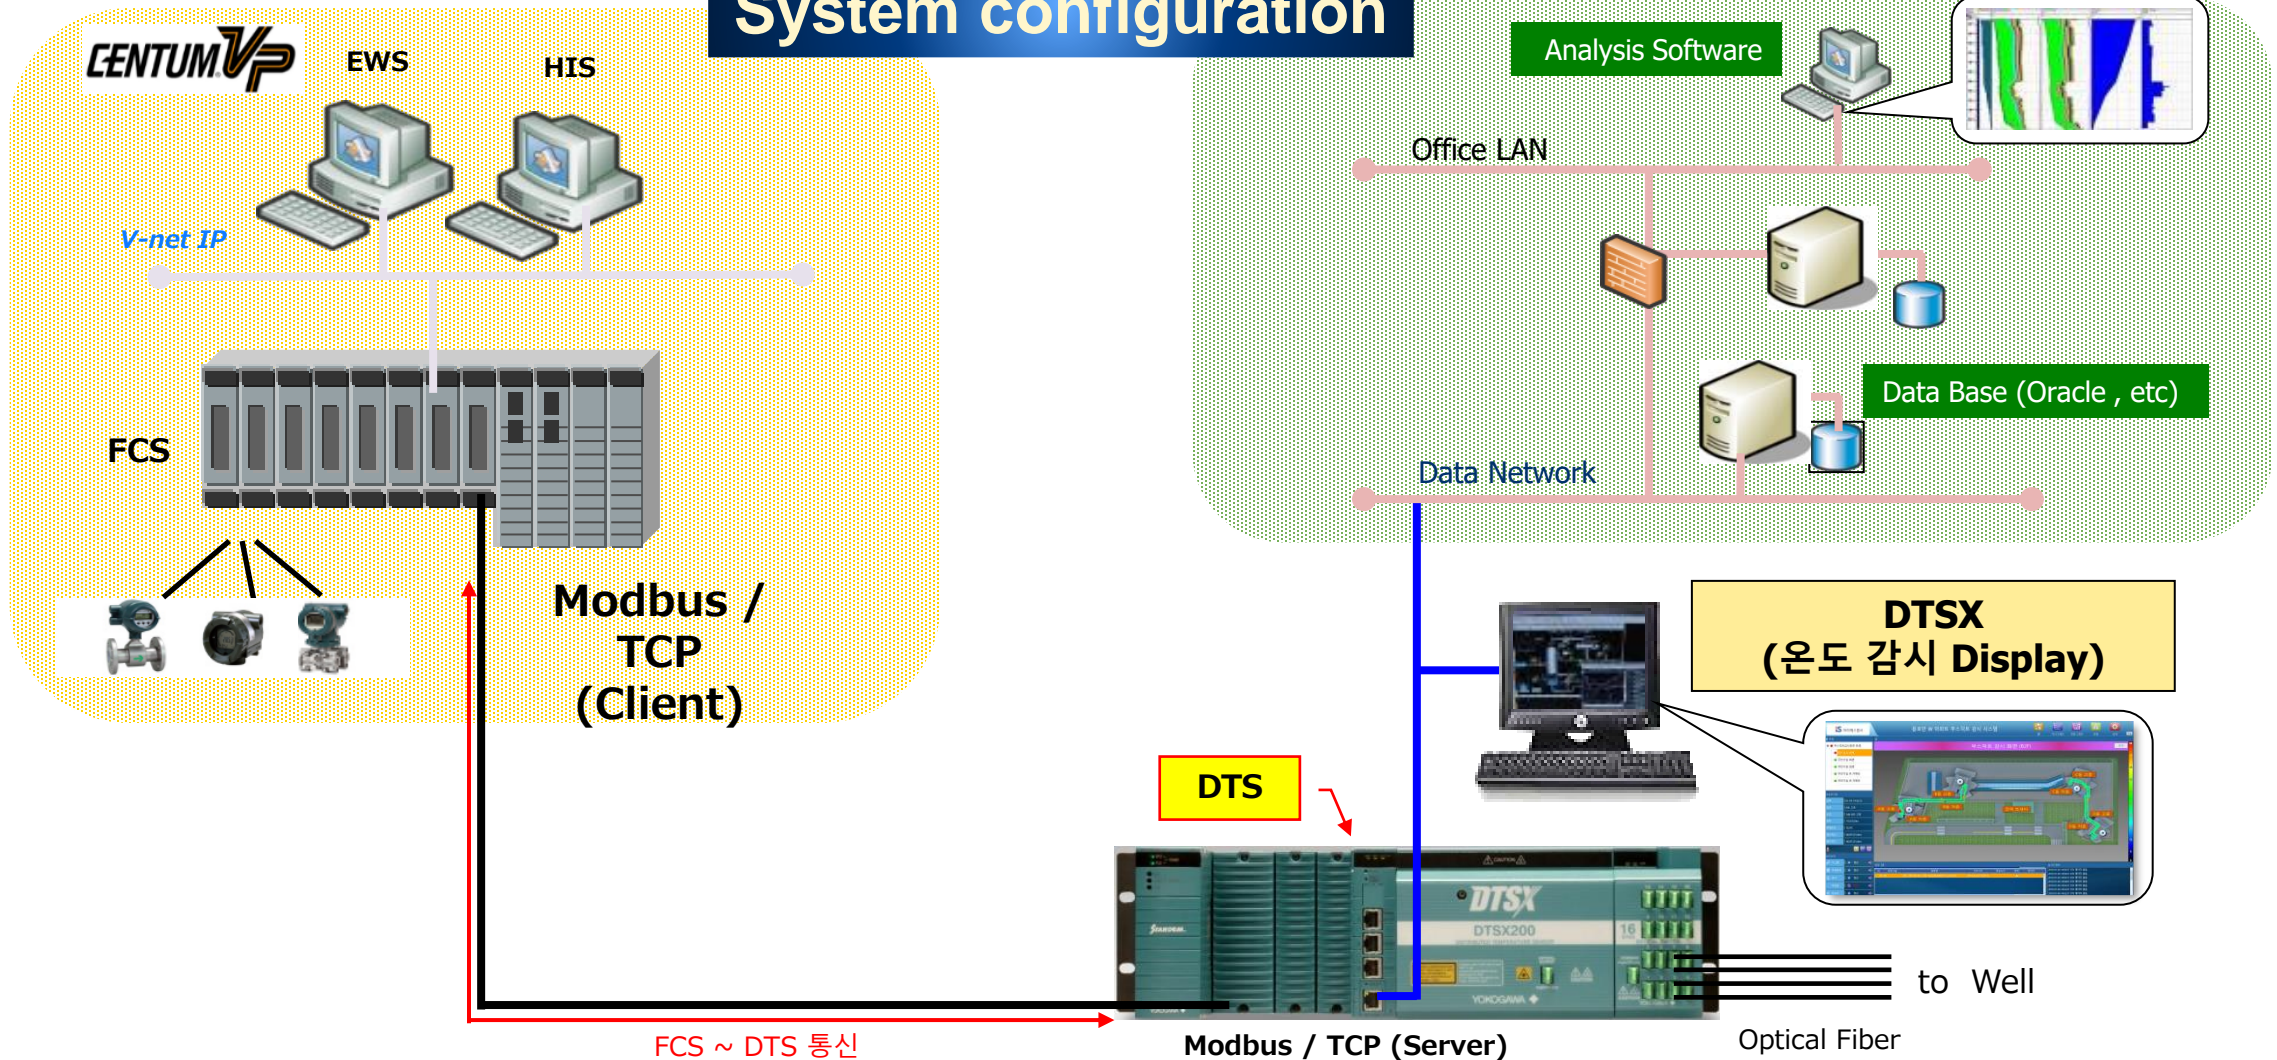 System configuration
CENTUM VP
EWS
HIS
V-net IP
FCS
Modbus /
TCP
(Client)
Analysis Software
Office LAN
Data Base (Oracle , etc)
Data Network
DTSX
(온도 감시 Display)
DTS
CAUTION
DTSX
DTSX200
16
YOKOGAWA
to Well
Optical Fiber
FCS ~ DTS 통신
Modbus / TCP (Server)